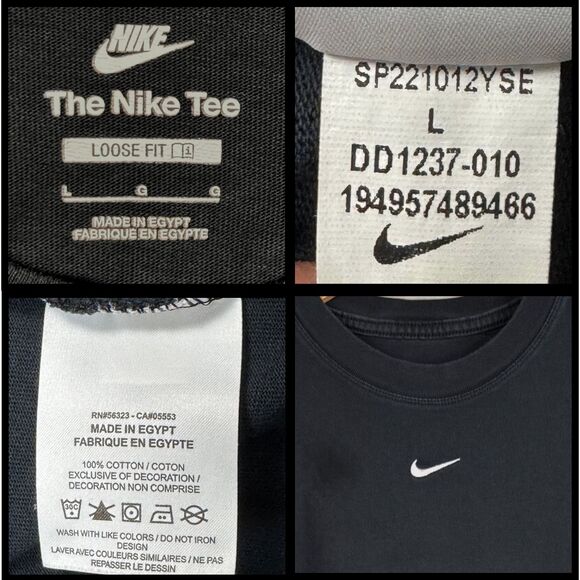 NIKE
The Nike Tee
LOOSE FIT
L G G
MADE IN EGYPT
FABRIQUE EN EGYPTE
SP221012YSE
L
DD1237-010
194957489466
RN#56323 - CA#05553
MADE IN EGYPT
FABRIQUE EN EGYPTE
100% COTTON / COTON
EXCLUSIVE OF DECORATION /
DÉCORATION NON COMPRISE
30C
WASH WITH LIKE COLORS / DO NOT IRON
DESIGN
LAVER AVEC COULEURS SIMILAIRES / NE PAS
REPASSER LE DESSIN